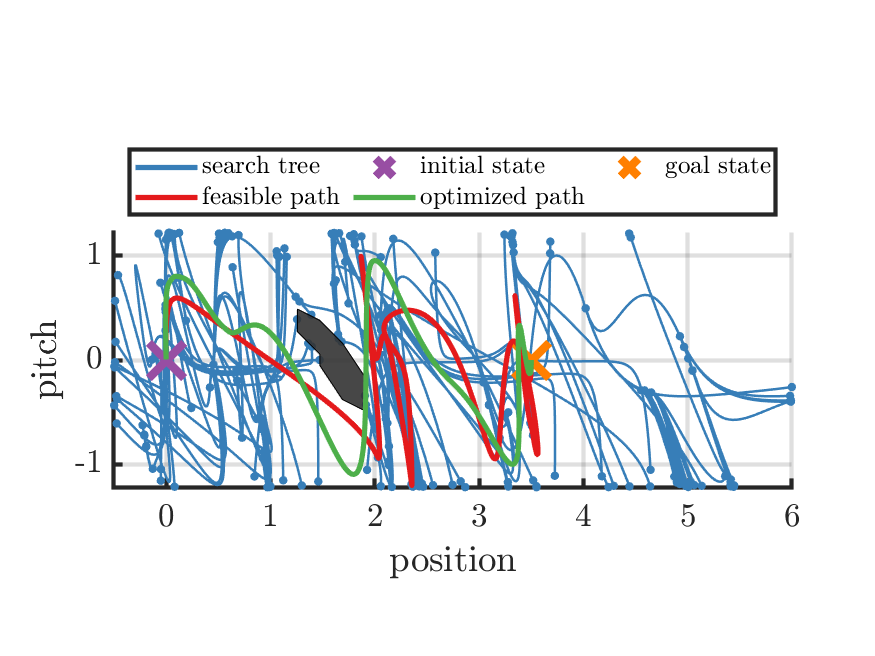 search tree initial state goal state
feasible path optimized path
1
0
-1
pitch
0 1 2 3 4 5 6
position